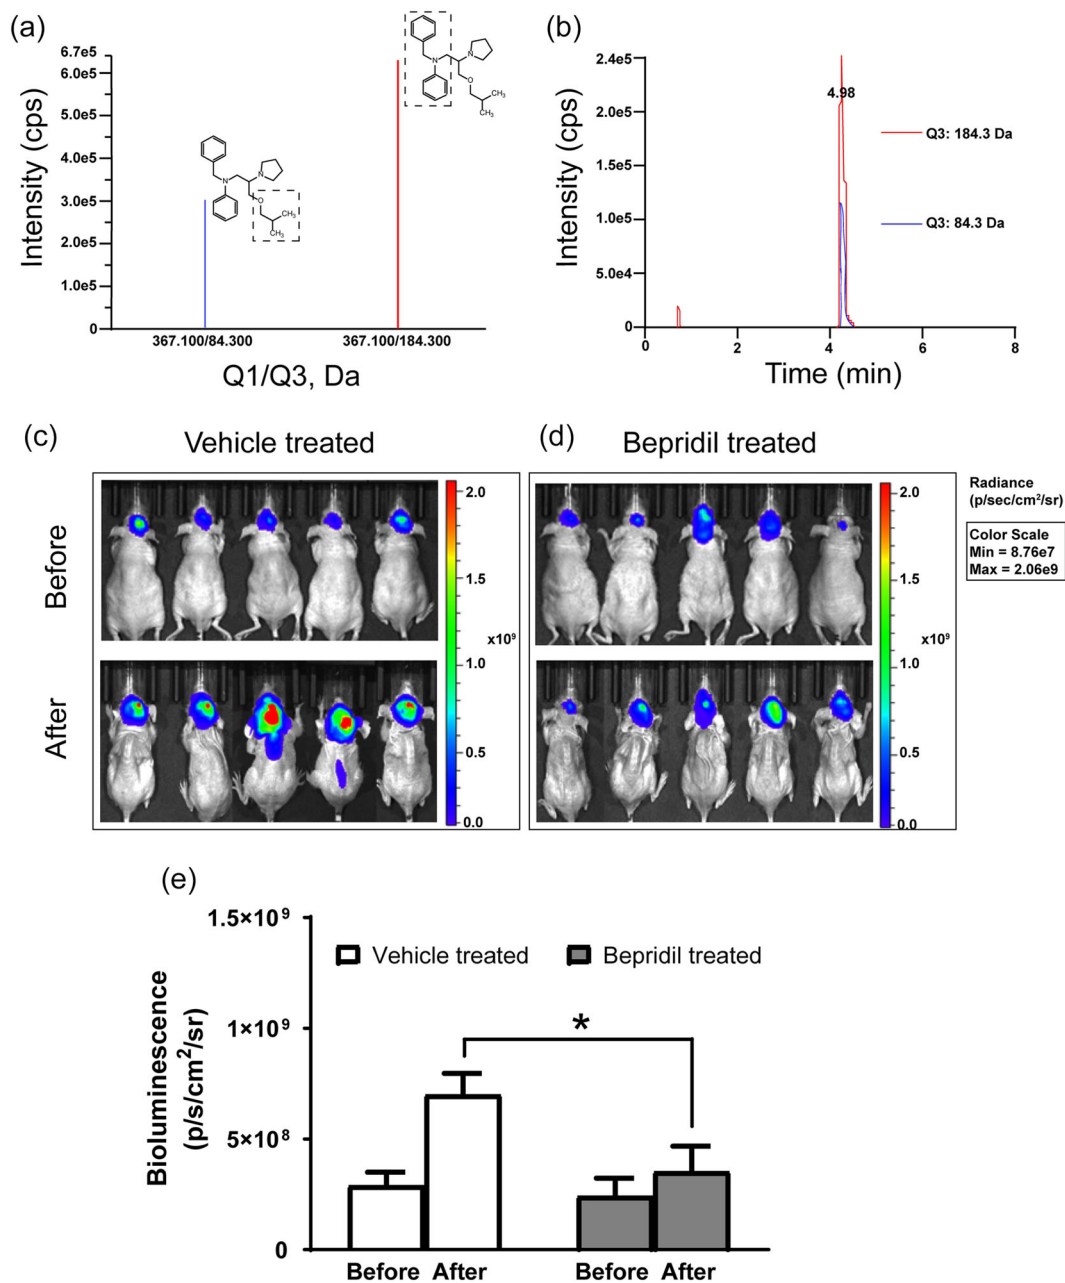 (a)
6.7e5
6.0e5
5.0e5
4.0e5
3.0e5
2.0e5
1.0e5
0
Intensity (cps)
N
N
O
CH₃
CH₃
N
N
O
CH₃
CH₃
367.100/84.300
367.100/184.300
Q1/Q3, Da
(b)
2.4e5
2.0e5
1.5e5
1.0e5
5.0e4
0
Intensity (cps)
4.98
Q3: 184.3 Da
Q3: 84.3 Da
0
2
4
6
8
Time (min)
(c)
Vehicle treated
(d)
Bepridil treated
Before
After
2.0
1.5
x10⁹
1.0
0.5
0.0
2.0
1.5
x10⁹
1.0
0.5
0.0
Radiance
(p/sec/cm²/sr)
Color Scale
Min = 8.76e7
Max = 2.06e9
(e)
Bioluminescence
(p/s/cm²/sr)
1.5×10⁹
1×10⁹
5×10⁸
0
Vehicle treated
Bepridil treated
*
Before
After
Before
After